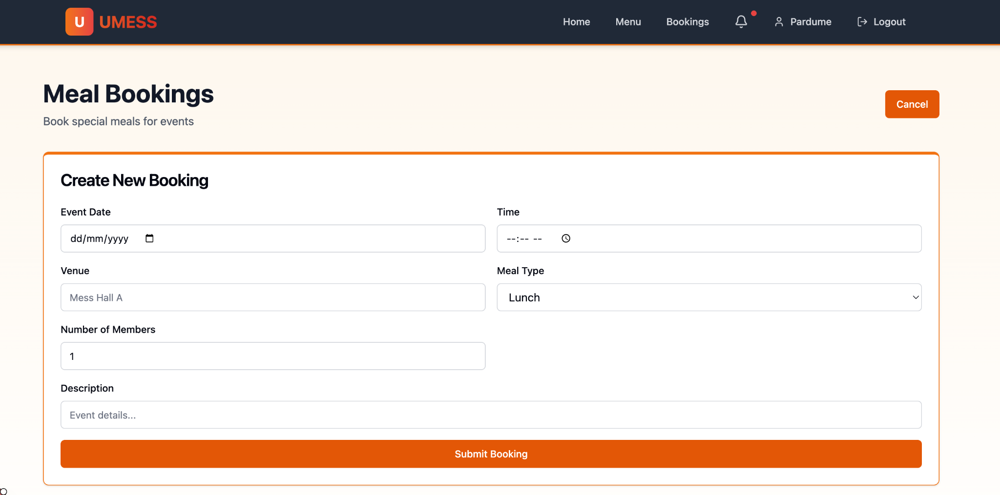 U UMESS Home Menu Bookings Pardume Logout
Meal Bookings
Cancel
Book special meals for events
Create New Booking
Event Date Time
dd/mm/yyyy --:-- --
Venue Meal Type
Mess Hall A Lunch
Number of Members
1
Description
Event details...
Submit Booking